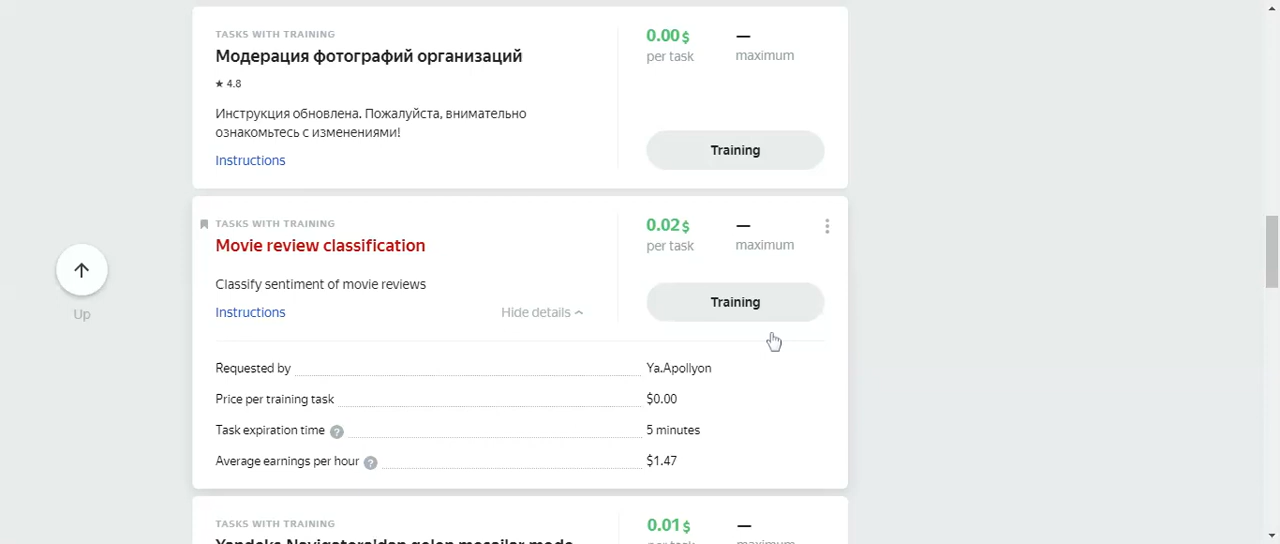 TASKS WITH TRAINING
Модерация фотографий организаций
★ 4.8
Инструкция обновлена. Пожалуйста, внимательно
ознакомьтесь с изменениями!
Instructions
0.00 $
per task
—
maximum
Training
TASKS WITH TRAINING
Movie review classification
Classify sentiment of movie reviews
Instructions
Hide details
0.02 $
per task
—
maximum
Training
Requested by Ya.Apollyon
Price per training task $0.00
Task expiration time ? 5 minutes
Average earnings per hour ? $1.47
Up
TASKS WITH TRAINING
0.01 $
—